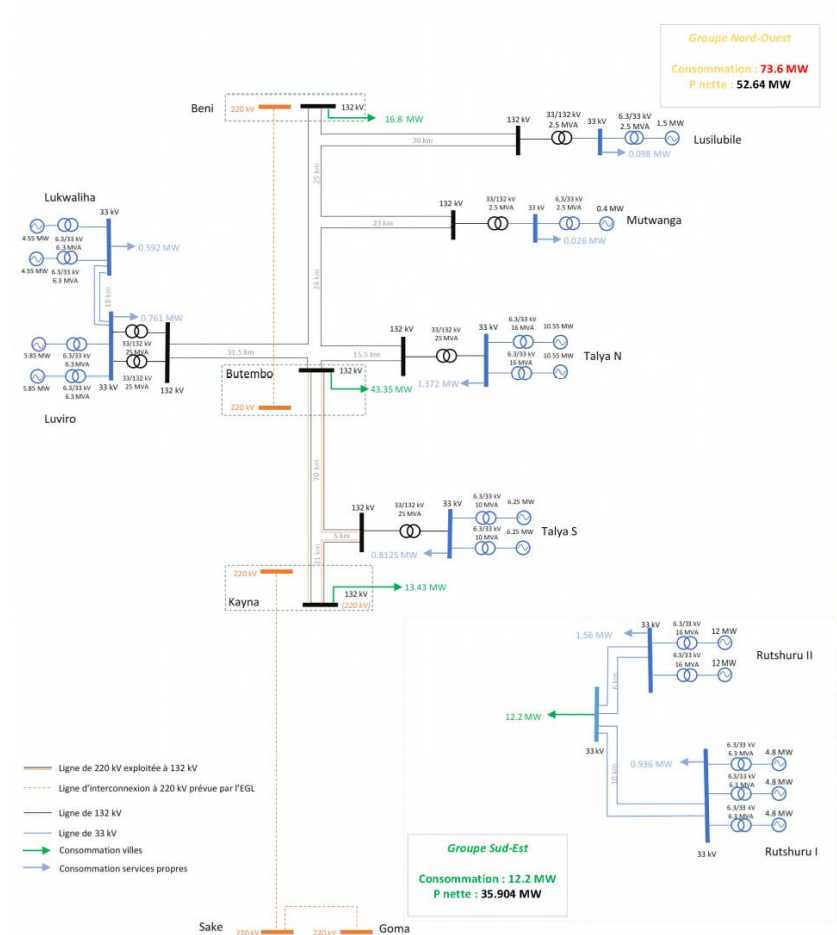 Groupe Nord-Ouest
Consommation : 73.6 MW
P nette : 52.64 MW
Beni
220 kV
132 kV
16.8 MW
25 km
38 km
132 kV
33/132 kV
2.5 MVA
33 kV
6.3/33 kV
2.5 MVA
1.5 MW
0.098 MW
Lusilubile
23 km
132 kV
33/132 kV
2.5 MVA
33 kV
6.3/33 kV
2.5 MVA
0.4 MW
0.026 MW
Mutwanga
24 km
Lukwaliha
33 kV
4.55 MW
6.3/33 kV
6.3 MVA
4.55 MW
6.3/33 kV
6.3 MVA
0.592 MW
18 km
0.761 MW
5.85 MW
6.3/33 kV
6.3 MVA
5.85 MW
6.3/33 kV
6.3 MVA
33/132 kV
25 MVA
33/132 kV
25 MVA
33 kV
132 kV
Luviro
31.5 km
15.5 km
132 kV
33/132 kV
25 MVA
33 kV
6.3/33 kV
16 MVA
10.55 MW
6.3/33 kV
16 MVA
10.55 MW
1.372 MW
Talya N
Butembo
132 kV
43.35 MW
220 kV
70 km
132 kV
33/132 kV
25 MVA
33 kV
6.3/33 kV
10 MVA
6.25 MW
6.3/33 kV
10 MVA
6.25 MW
0.8125 MW
Talya S
5 km
31 km
220 kV
Kayna
132 kV
(220 kV)
13.43 MW
33 kV
1.56 MW
6.3/33 kV
16 MVA
12 MW
6.3/33 kV
16 MVA
12 MW
Rutshuru II
6 km
12.2 MW
33 kV
10 km
0.936 MW
6.3/33 kV
6.3 MVA
4.8 MW
6.3/33 kV
6.3 MVA
4.8 MW
6.3/33 kV
6.3 MVA
4.8 MW
33 kV
Rutshuru I
Ligne de 220 kV exploitée à 132 kV
Ligne d'interconnexion à 220 kV prévue par l'EGL
Ligne de 132 kV
Ligne de 33 kV
Consommation villes
Consommation services propres
Groupe Sud-Est
Consommation : 12.2 MW
P nette : 35.904 MW
Sake
220 kV
220 kV
Goma